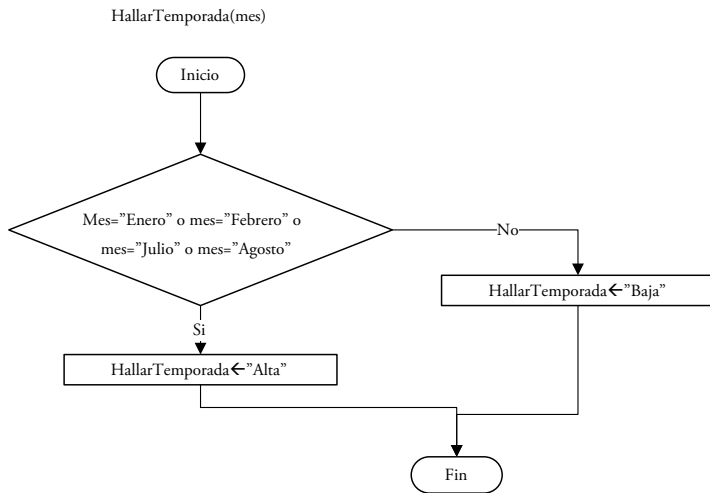 HallarTemporada(mes)
Inicio
Mes=”Enero” o mes=”Febrero” o
mes=”Julio” o mes=”Agosto”
No
HallarTemporada←”Baja”
Si
HallarTemporada←”Alta”
Fin